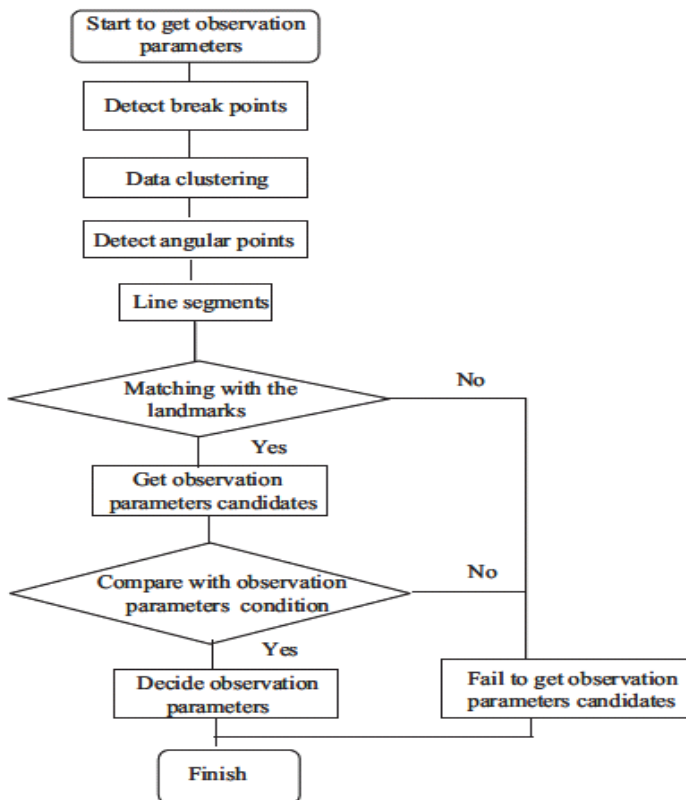 Start to get observation
parameters
Detect break points
Data clustering
Detect angular points
Line segments
Matching with the
landmarks
No
Yes
Get observation
parameters candidates
Compare with observation
parameters condition
No
Yes
Decide observation
parameters
Fail to get observation
parameters candidates
Finish